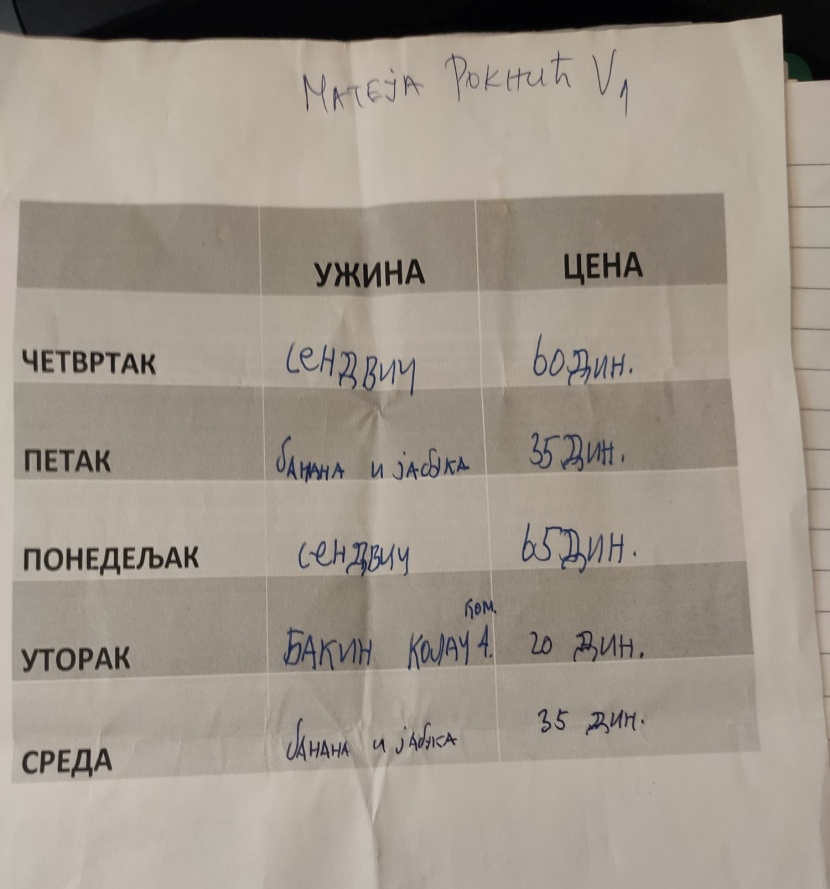 Матеја Рокнић V1
УЖИНА ЦЕНА
ЧЕТВРТАК сендвич 60 дин.
ПЕТАК банана и јабука 35 дин.
ПОНЕДЕЉАК сендвич 65 дин.
ком.
УТОРАК БАКИН КОЛАЧ 1. 20 дин.
СРЕДА банана и јабука 35 дин.